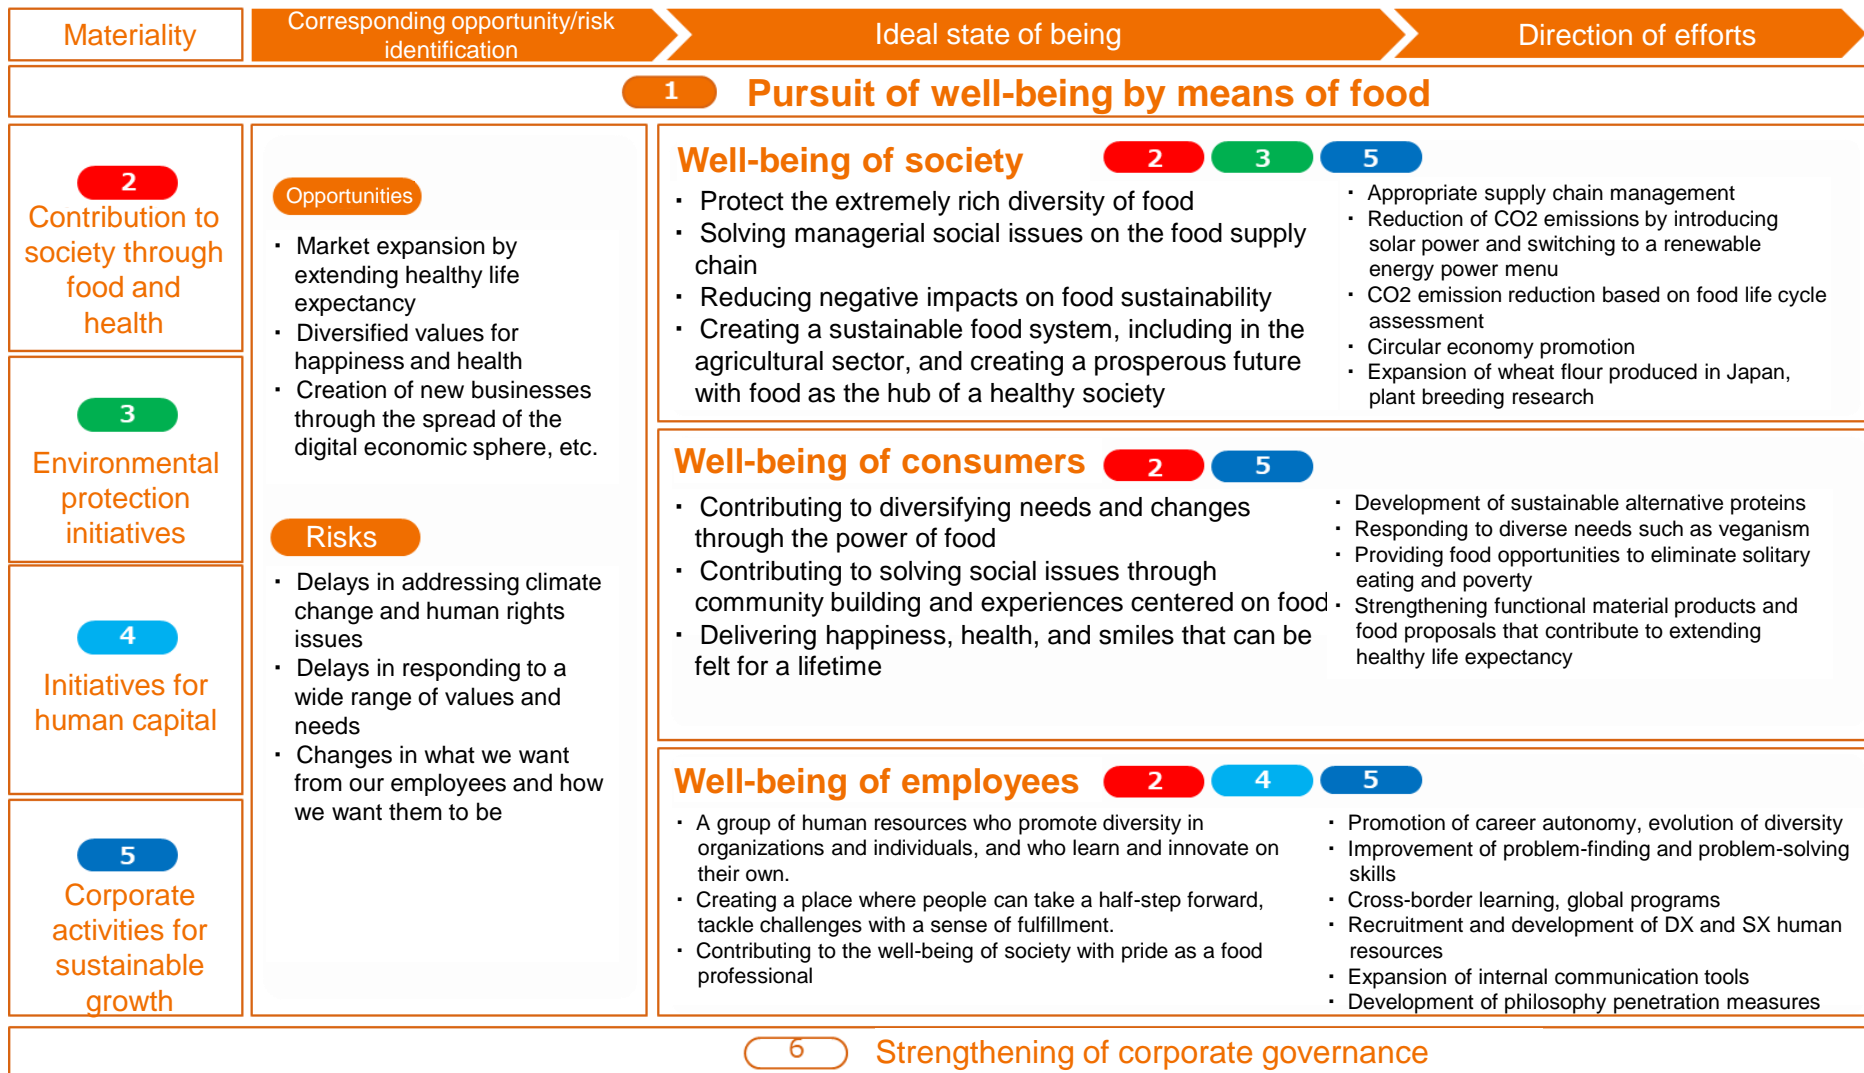 Materiality
Corresponding opportunity/risk
identification
Ideal state of being
Direction of efforts
1 Pursuit of well-being by means of food
2
Contribution to
society through
food and
health
3
Environmental
protection
initiatives
4
Initiatives for
human capital
5
Corporate
activities for
sustainable
growth
Opportunities
・ Market expansion by
extending healthy life
expectancy
・ Diversified values for
happiness and health
・ Creation of new businesses
through the spread of the
digital economic sphere, etc.
Risks
・ Delays in addressing climate
change and human rights
issues
・ Delays in responding to a
wide range of values and
needs
・ Changes in what we want
from our employees and how
we want them to be
Well-being of society 2 3 5
・ Protect the extremely rich diversity of food
・ Solving managerial social issues on the food supply
chain
・ Reducing negative impacts on food sustainability
・ Creating a sustainable food system, including in the
agricultural sector, and creating a prosperous future
with food as the hub of a healthy society
・ Appropriate supply chain management
・ Reduction of CO2 emissions by introducing
solar power and switching to a renewable
energy power menu
・ CO2 emission reduction based on food life cycle
assessment
・ Circular economy promotion
・ Expansion of wheat flour produced in Japan,
plant breeding research
Well-being of consumers 2 5
・ Contributing to diversifying needs and changes
through the power of food
・ Contributing to solving social issues through
community building and experiences centered on food
・ Delivering happiness, health, and smiles that can be
felt for a lifetime
・ Development of sustainable alternative proteins
・ Responding to diverse needs such as veganism
・ Providing food opportunities to eliminate solitary
eating and poverty
・ Strengthening functional material products and
food proposals that contribute to extending
healthy life expectancy
Well-being of employees 2 4 5
・ A group of human resources who promote diversity in
organizations and individuals, and who learn and innovate on
their own.
・ Creating a place where people can take a half-step forward,
tackle challenges with a sense of fulfillment.
・ Contributing to the well-being of society with pride as a food
professional
・ Promotion of career autonomy, evolution of diversity
・ Improvement of problem-finding and problem-solving
skills
・ Cross-border learning, global programs
・ Recruitment and development of DX and SX human
resources
・ Expansion of internal communication tools
・ Development of philosophy penetration measures
6 Strengthening of corporate governance